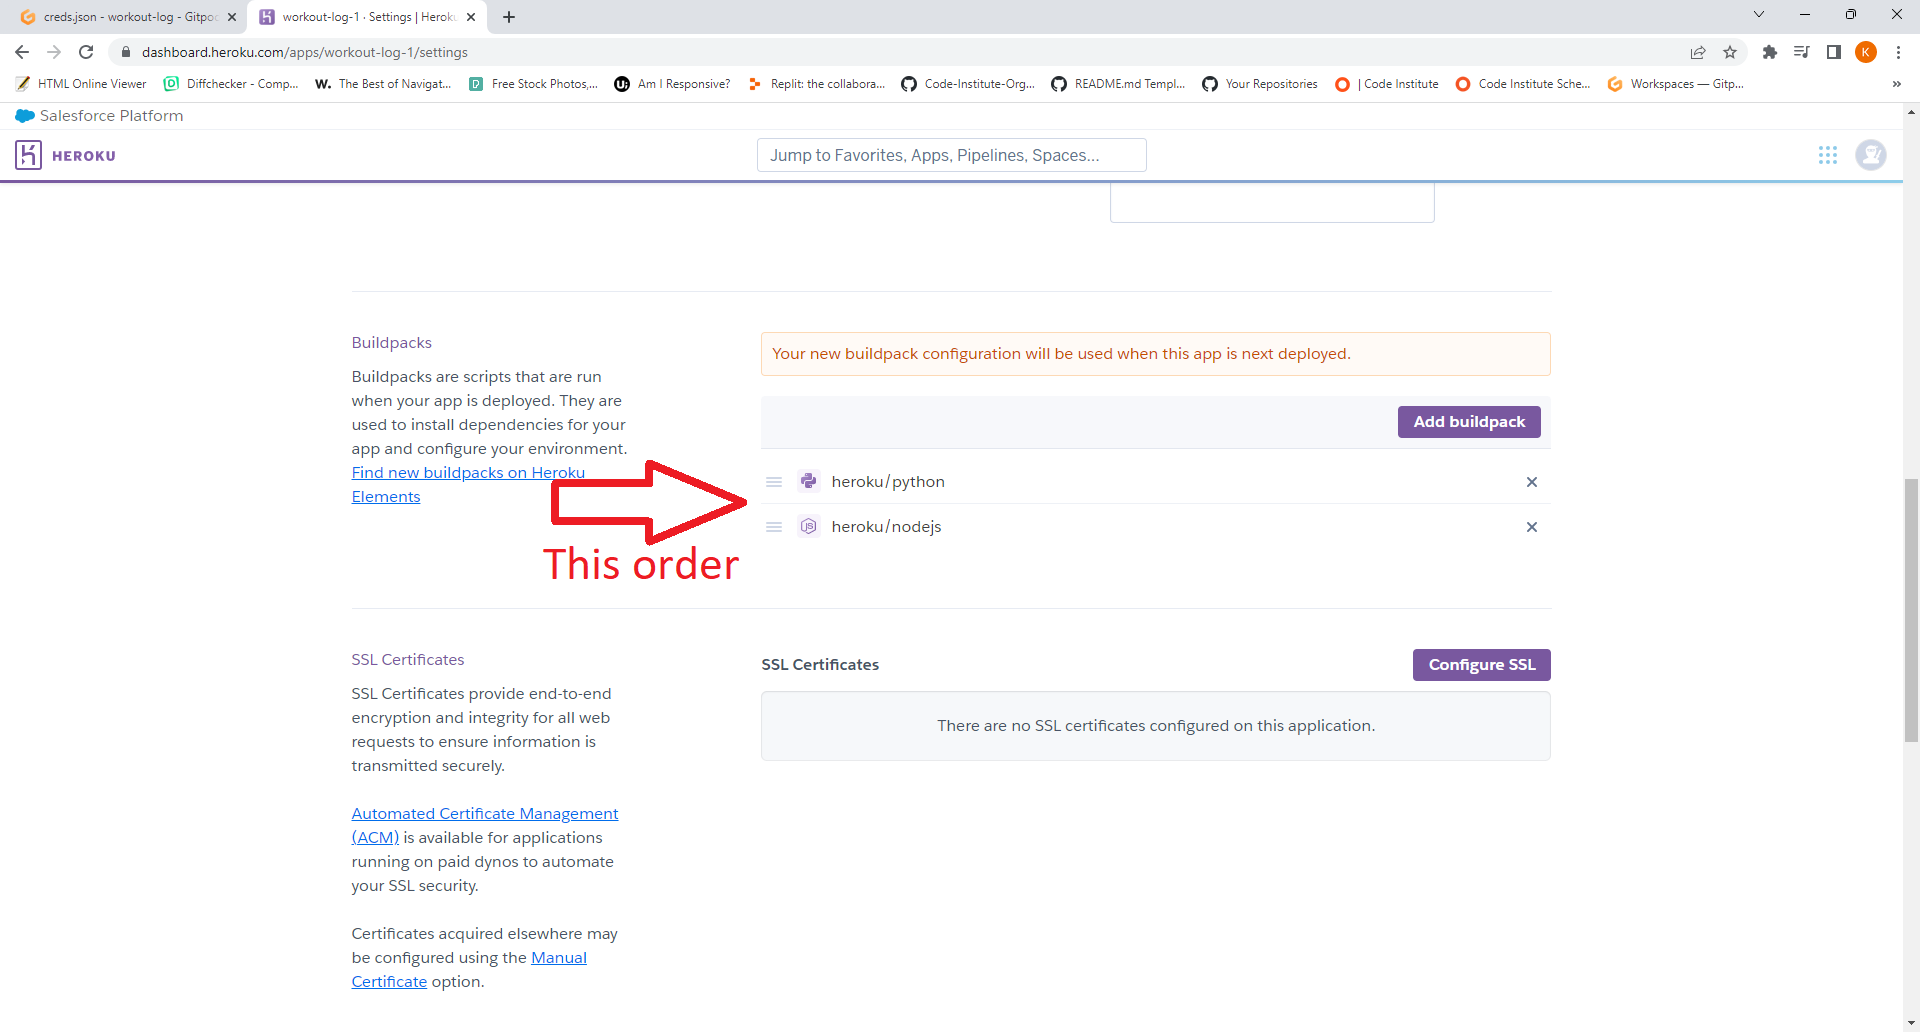 creds.json - workout-log - Gitpo
workout-log-1 · Settings | Heroku
dashboard.heroku.com/apps/workout-log-1/settings
K
HTML Online Viewer
Diffchecker - Comp...
W. The Best of Navigat...
Free Stock Photos,...
Am I Responsive?
Replit: the collabora...
Code-Institute-Org...
README.md Templ...
Your Repositories
| Code Institute
Code Institute Sche...
Workspaces — Gitp...
»
Salesforce Platform
HEROKU
Jump to Favorites, Apps, Pipelines, Spaces...
Buildpacks
Buildpacks are scripts that are run
when your app is deployed. They are
used to install dependencies for your
app and configure your environment.
Find new buildpacks on Heroku
Elements
Your new buildpack configuration will be used when this app is next deployed.
Add buildpack
heroku/python
heroku/nodejs
This order
SSL Certificates
SSL Certificates provide end-to-end
encryption and integrity for all web
requests to ensure information is
transmitted securely.
Automated Certificate Management
(ACM) is available for applications
running on paid dynos to automate
your SSL security.
Certificates acquired elsewhere may
be configured using the Manual
Certificate option.
SSL Certificates
Configure SSL
There are no SSL certificates configured on this application.